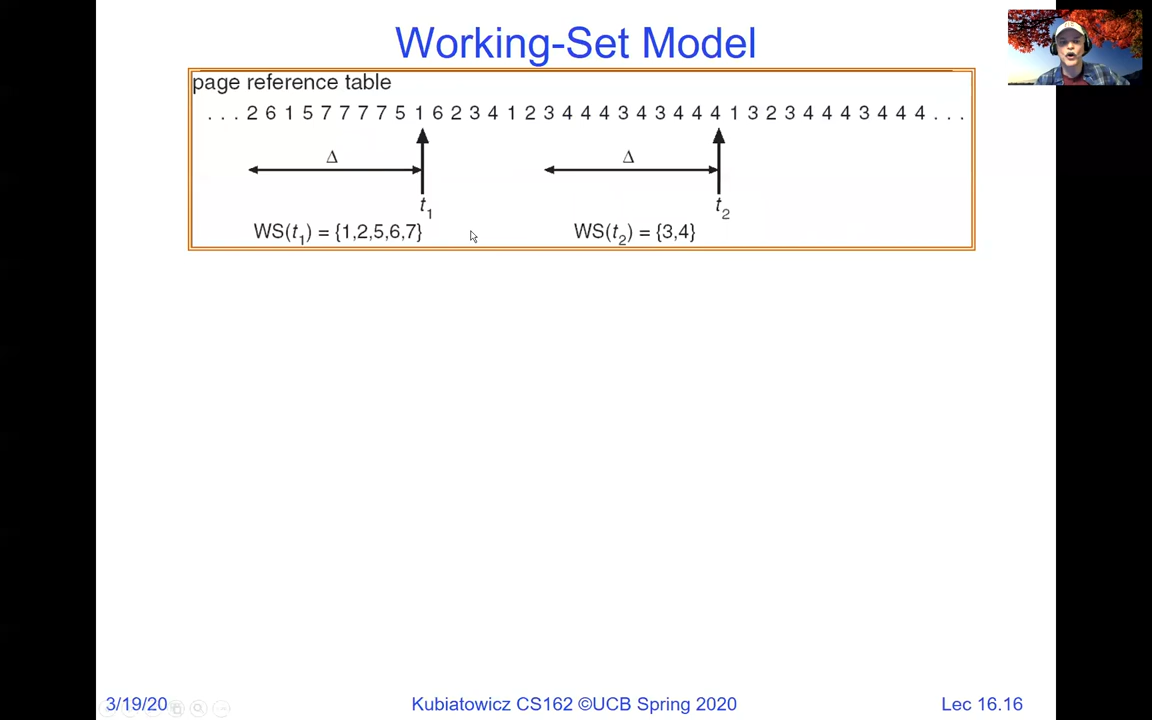 Working-Set Model
page reference table
. . . 2 6 1 5 7 7 7 7 5 1 6 2 3 4 1 2 3 4 4 4 3 4 3 4 4 4 1 3 2 3 4 4 4 3 4 4 4 . . .
Δ Δ
t1 t2
WS(t1) = {1,2,5,6,7} WS(t2) = {3,4}
3/19/20 Kubiatowicz CS162 ©UCB Spring 2020 Lec 16.16